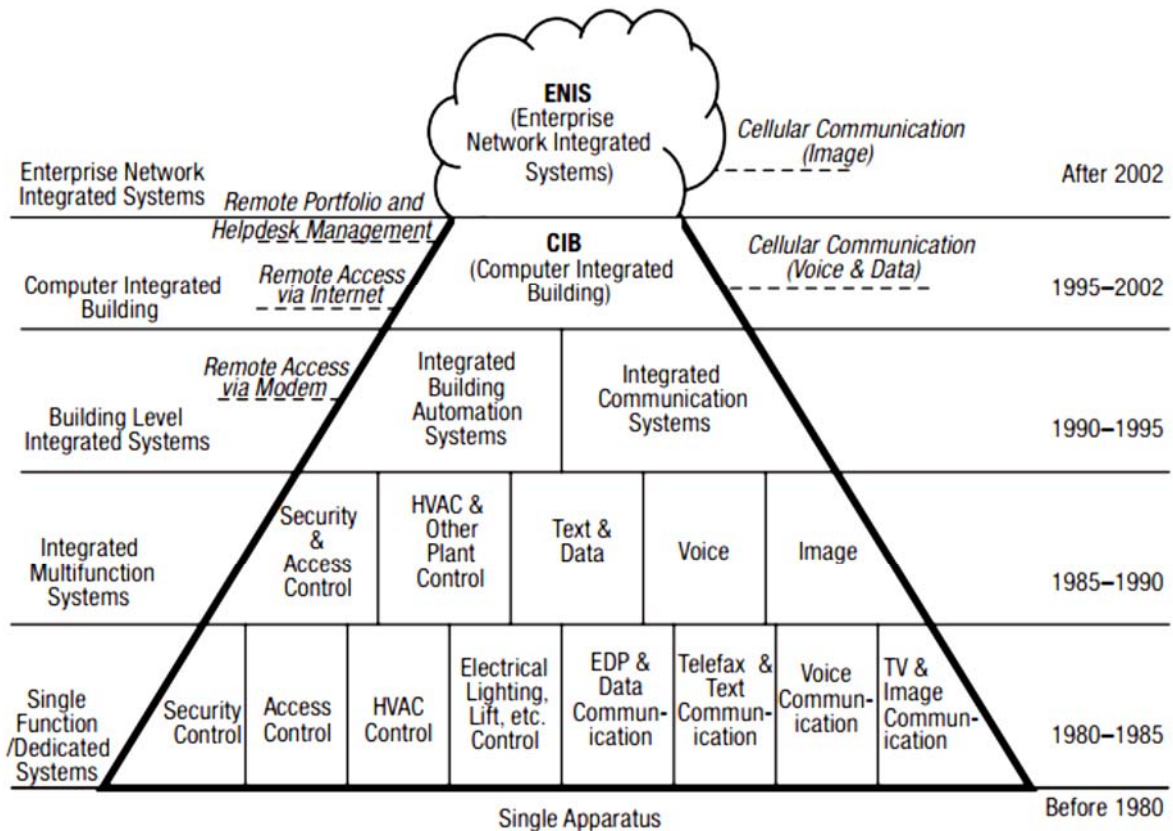 ENIS
(Enterprise
Network Integrated
Systems)
Cellular Communication
(Image)
Enterprise Network
Integrated Systems
After 2002
Remote Portfolio and
Helpdesk Management
CIB
(Computer Integrated
Building)
Cellular Communication
(Voice & Data)
Computer Integrated
Building
Remote Access
via Internet
1995–2002
Remote Access
via Modem
Integrated
Building
Automation
Systems
Integrated
Communication
Systems
Building Level
Integrated Systems
1990–1995
Integrated
Multifunction
Systems
Security
&
Access
Control
HVAC &
Other
Plant
Control
Text &
Data
Voice
Image
1985–1990
Single
Function
/Dedicated
Systems
Security
Control
Access
Control
HVAC
Control
Electrical
Lighting,
Lift, etc.
Control
EDP &
Data
Commun-
ication
Telefax &
Text
Commun-
ication
Voice
Commun-
ication
TV &
Image
Commun-
ication
1980–1985
Single Apparatus
Before 1980